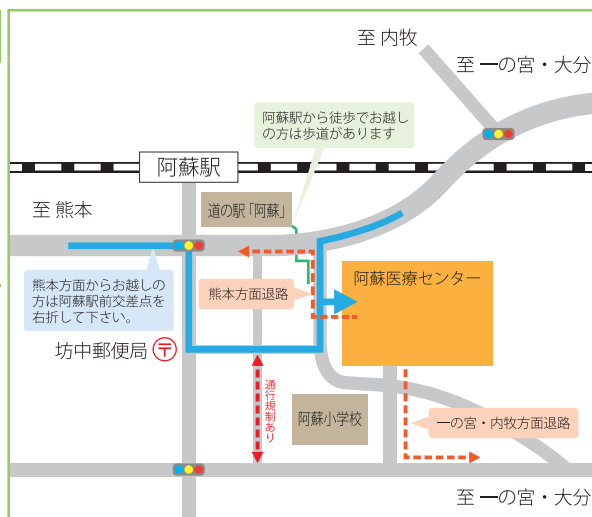 至 内牧
至 一の宮・大分
阿蘇駅から徒歩でお越し
の方は歩道があります
阿蘇駅
道の駅「阿蘇」
至 熊本
熊本方面からお越しの
方は阿蘇駅前交差点を
右折して下さい。
熊本方面退路
阿蘇医療センター
坊中郵便局 〒
通行規制あり
阿蘇小学校
一の宮・内牧方面退路
至 一の宮・大分